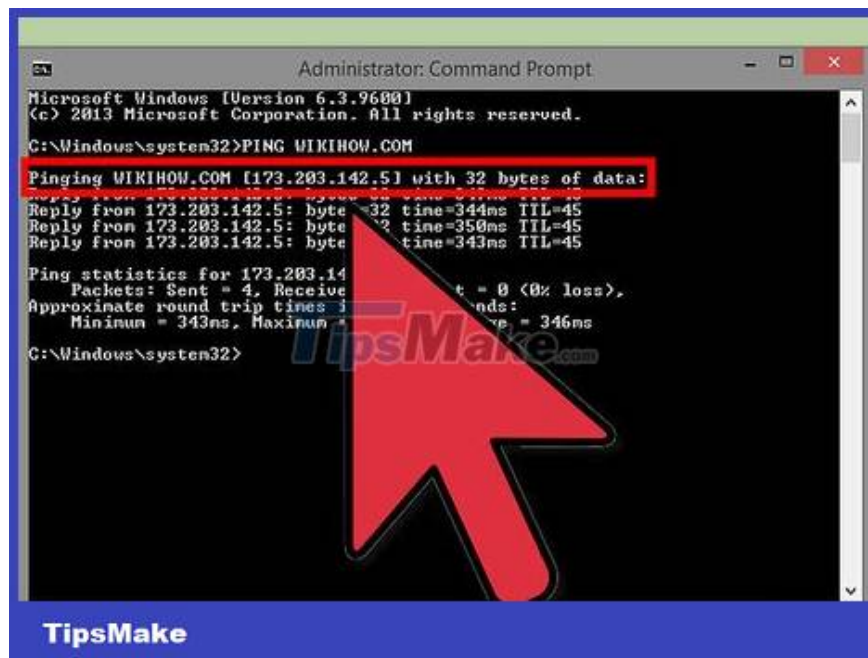 Administrator: Command Prompt
Microsoft Windows [Version 6.3.9600]
(c) 2013 Microsoft Corporation. All rights reserved.
C:\Windows\system32>PING WIKIHOW.COM
Pinging WIKIHOW.COM [173.203.142.5] with 32 bytes of data:
Reply from 173.203.142.5: byte =32 time=344ms TTL=45
Reply from 173.203.142.5: byte 2 time=350ms TTL=45
Reply from 173.203.142.5: byte time=343ms TTL=45
Ping statistics for 173.203.14
Packets: Sent = 4, Receive t = 0 (0% loss),
Approximate round trip times i nds:
Minimum = 343ms, Maximum = = 346ms
C:\Windows\system32>
TipsMake.com
TipsMake